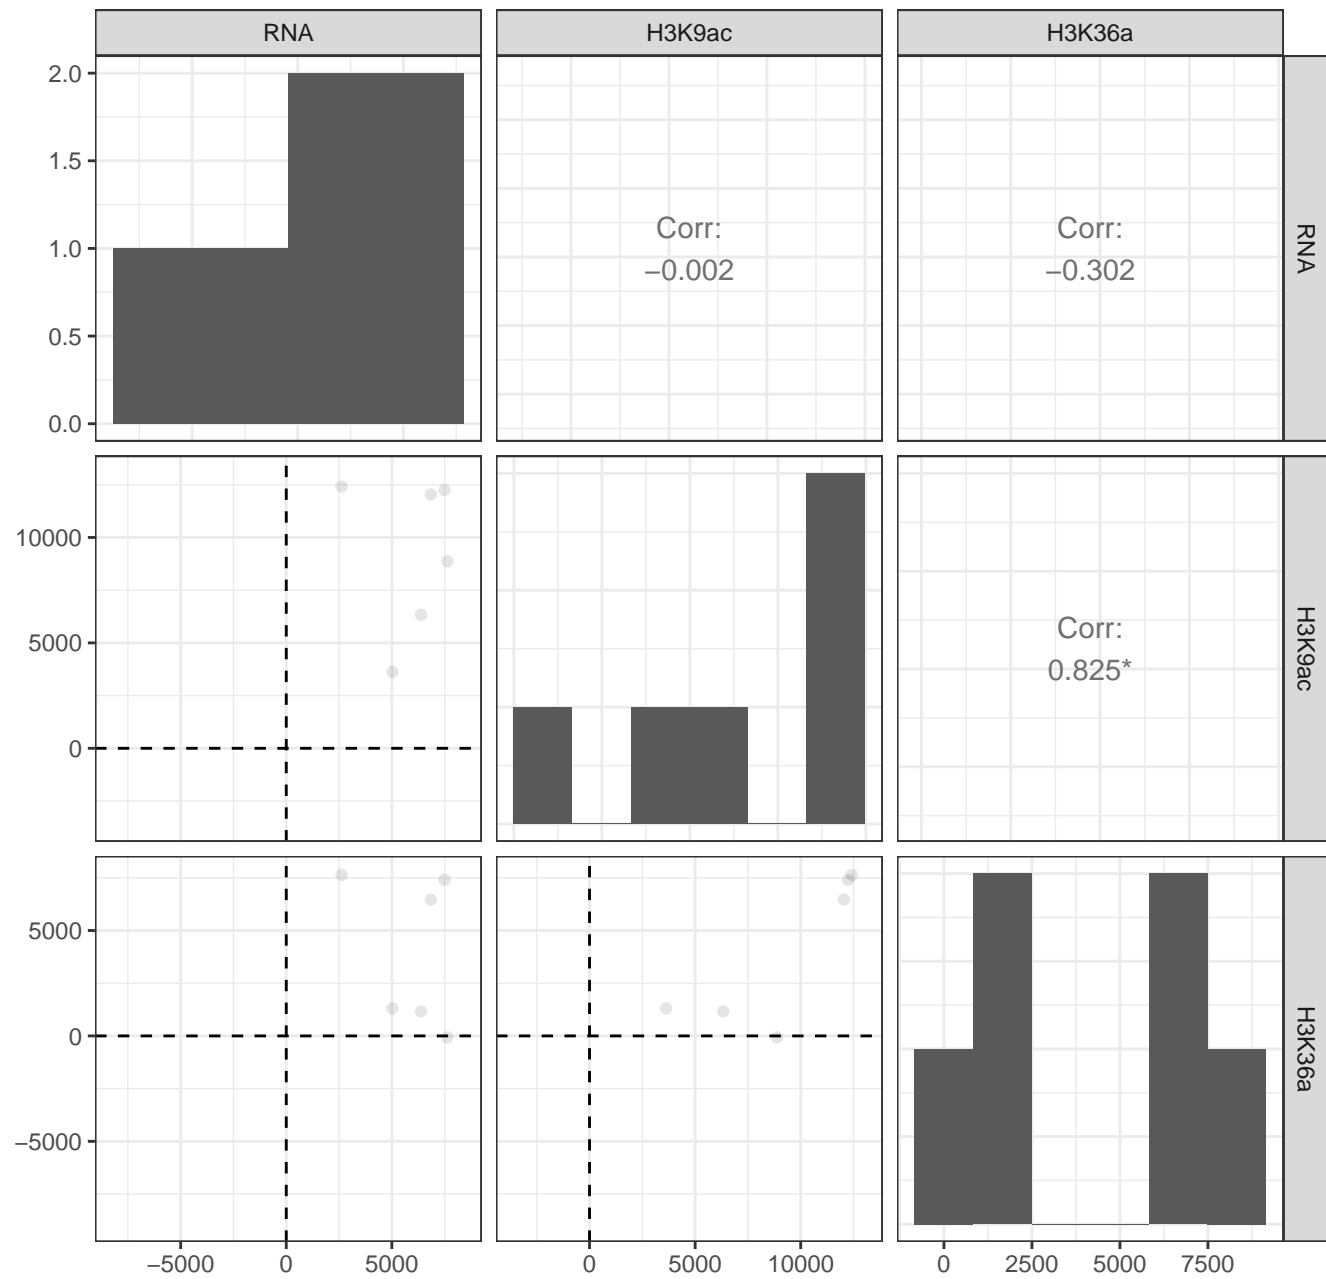 RNA H3K9ac H3K36a
2.0
1.5
1.0
0.5
0.0
Corr:
−0.002
Corr:
−0.302
RNA
10000
5000
0
Corr:
0.825*
H3K9ac
5000
0
−5000
H3K36a
−5000 0 5000 0 5000 10000 0 2500 5000 7500